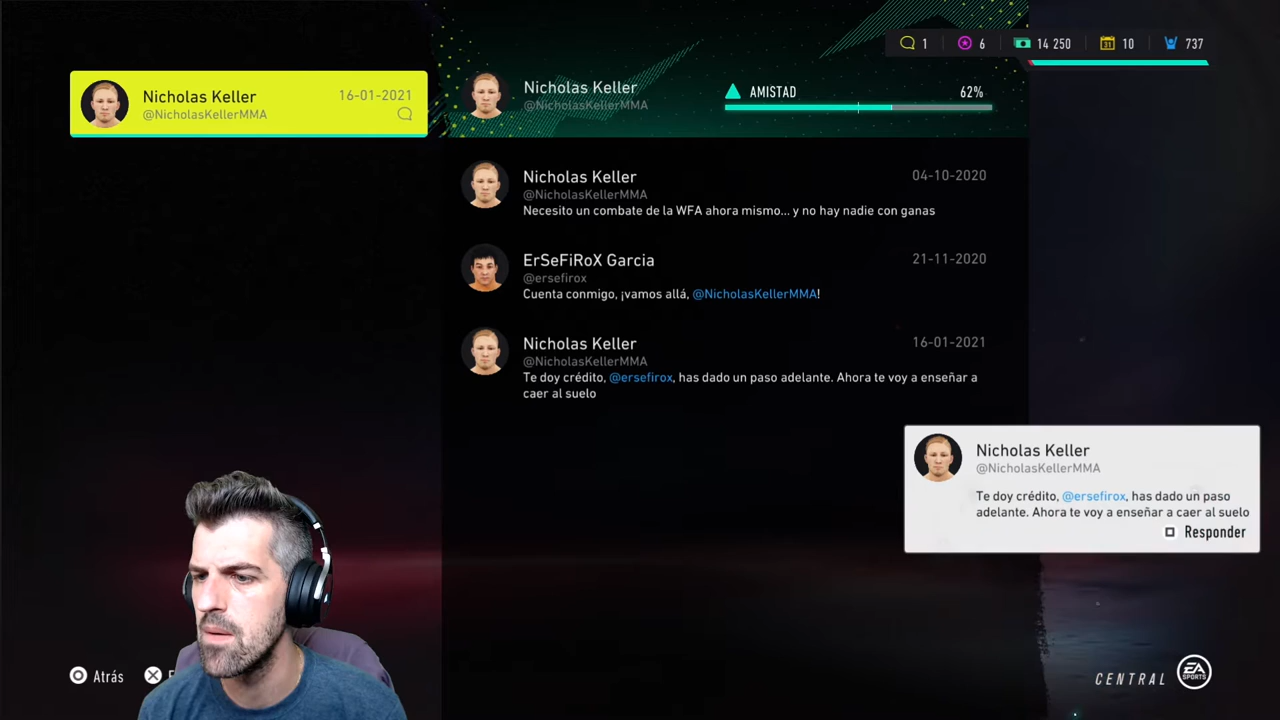 1
6
14 250
31
10
737
Nicholas Keller
16-01-2021
@NicholasKellerMMA
Nicholas Keller
@NicholasKellerMMA
AMISTAD
62%
Nicholas Keller
04-10-2020
@NicholasKellerMMA
Necesito un combate de la WFA ahora mismo... y no hay nadie con ganas
ErSeFiRoX Garcia
21-11-2020
@ersefirox
Cuenta conmigo, ¡vamos allá, @NicholasKellerMMA!
Nicholas Keller
16-01-2021
@NicholasKellerMMA
Te doy crédito, @ersefirox, has dado un paso adelante. Ahora te voy a enseñar a
caer al suelo
Nicholas Keller
@NicholasKellerMMA
Te doy crédito, @ersefirox, has dado un paso
adelante. Ahora te voy a enseñar a caer al suelo
Responder
Atrás
CENTRAL
EA
SPORTS